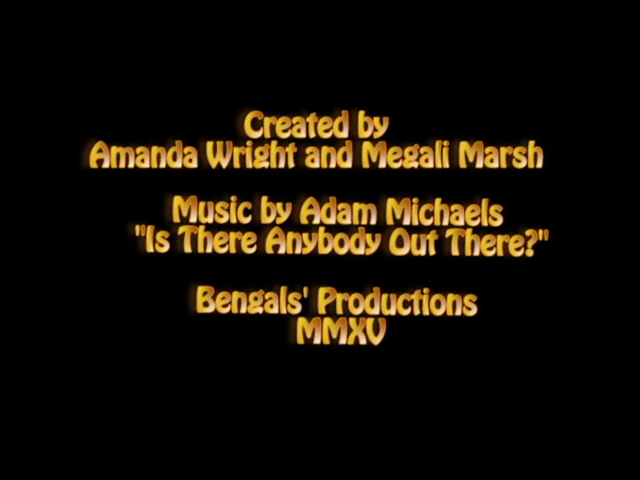 Created by
Amanda Wright and Megali Marsh
Music by Adam Michaels
"Is There Anybody Out There?"
Bengals' Productions
MMXV